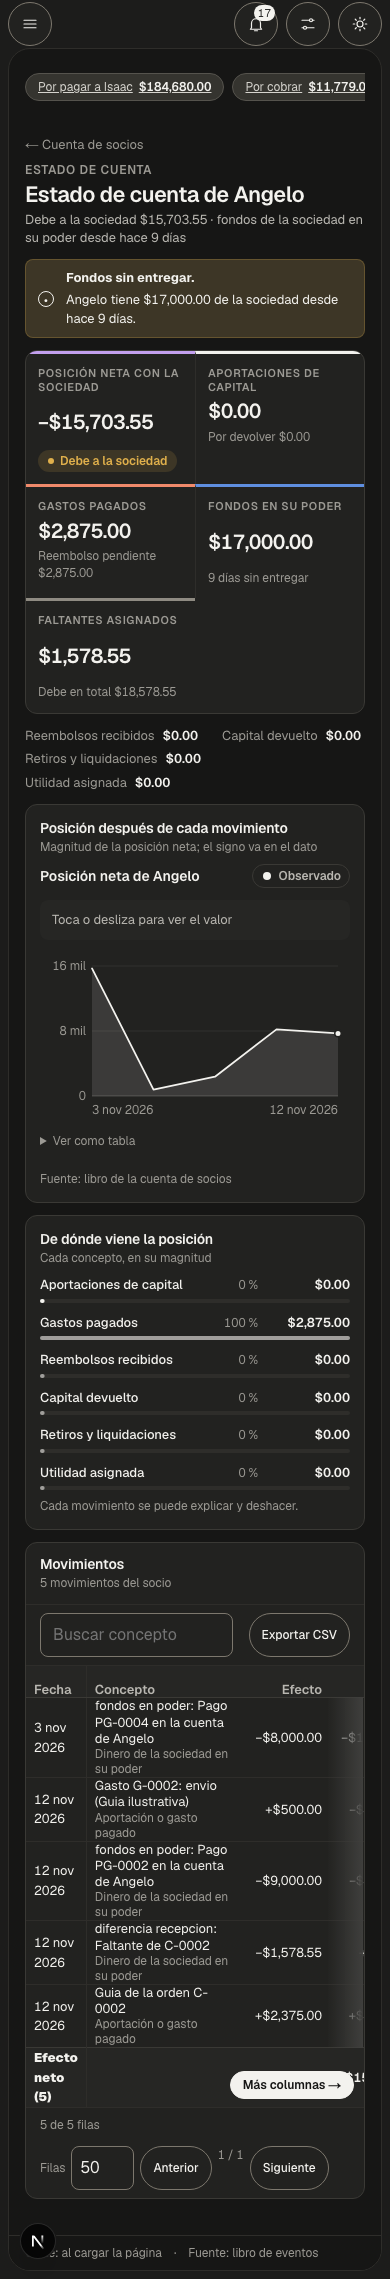 17
Por pagar a Isaac $184,680.00 Por cobrar $11,779.0
← Cuenta de socios
ESTADO DE CUENTA
Estado de cuenta de Angelo
Debe a la sociedad $15,703.55 · fondos de la sociedad en
su poder desde hace 9 días
Fondos sin entregar.
Angelo tiene $17,000.00 de la sociedad desde
hace 9 días.
POSICIÓN NETA CON LA
SOCIEDAD
−$15,703.55
Debe a la sociedad
APORTACIONES DE
CAPITAL
$0.00
Por devolver $0.00
GASTOS PAGADOS
$2,875.00
Reembolso pendiente
$2,875.00
FONDOS EN SU PODER
$17,000.00
9 días sin entregar
FALTANTES ASIGNADOS
$1,578.55
Debe en total $18,578.55
Reembolsos recibidos $0.00 Capital devuelto $0.00
Retiros y liquidaciones $0.00
Utilidad asignada $0.00
Posición después de cada movimiento
Magnitud de la posición neta; el signo va en el dato
Posición neta de Angelo Observado
Toca o desliza para ver el valor
16 mil
8 mil
0
3 nov 2026 12 nov 2026
▶ Ver como tabla
Fuente: libro de la cuenta de socios
De dónde viene la posición
Cada concepto, en su magnitud
Aportaciones de capital 0 % $0.00
Gastos pagados 100 % $2,875.00
Reembolsos recibidos 0 % $0.00
Capital devuelto 0 % $0.00
Retiros y liquidaciones 0 % $0.00
Utilidad asignada 0 % $0.00
Cada movimiento se puede explicar y deshacer.
Movimientos
5 movimientos del socio
Buscar concepto Exportar CSV
Fecha Concepto Efecto
3 nov
2026
fondos en poder: Pago
PG-0004 en la cuenta
de Angelo
Dinero de la sociedad en
su poder
−$8,000.00
12 nov
2026
Gasto G-0002: envio
(Guia ilustrativa)
Aportación o gasto
pagado
+$500.00
12 nov
2026
fondos en poder: Pago
PG-0002 en la cuenta
de Angelo
Dinero de la sociedad en
su poder
−$9,000.00
12 nov
2026
diferencia recepcion:
Faltante de C-0002
Dinero de la sociedad en
su poder
−$1,578.55
12 nov
2026
Guia de la orden C-
0002
Aportación o gasto
pagado
+$2,375.00
Efecto
neto
(5)
Más columnas →
5 de 5 filas
Filas 50 Anterior 1 / 1 Siguiente
N
e: al cargar la página · Fuente: libro de eventos